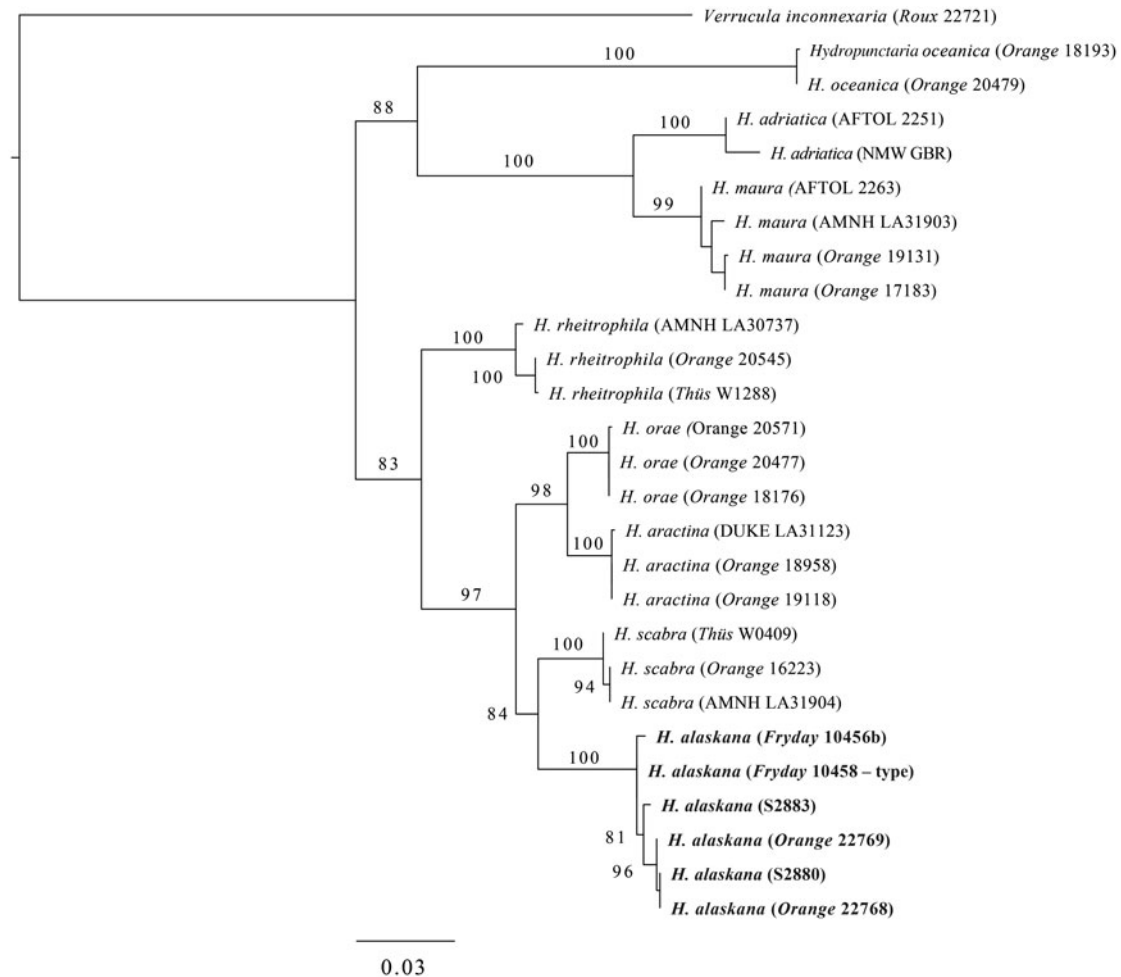 Verrucula inconnexaria (Roux 22721)
Hydropunctaria oceanica (Orange 18193)
100
H. oceanica (Orange 20479)
88
H. adriatica (AFTOL 2251)
100
H. adriatica (NMW GBR)
100
H. maura (AFTOL 2263)
99
H. maura (AMNH LA31903)
H. maura (Orange 19131)
H. maura (Orange 17183)
H. rheitrophila (AMNH LA30737)
100
H. rheitrophila (Orange 20545)
100
H. rheitrophila (Thüs W1288)
H. orae (Orange 20571)
100
83
H. orae (Orange 20477)
98
H. orae (Orange 18176)
H. aractina (DUKE LA31123)
100
H. aractina (Orange 18958)
97
H. aractina (Orange 19118)
H. scabra (Thüs W0409)
100
H. scabra (Orange 16223)
94
H. scabra (AMNH LA31904)
84
H. alaskana (Fryday 10456b)
100
H. alaskana (Fryday 10458 – type)
H. alaskana (S2883)
81
H. alaskana (Orange 22769)
96
H. alaskana (S2880)
H. alaskana (Orange 22768)
0.03